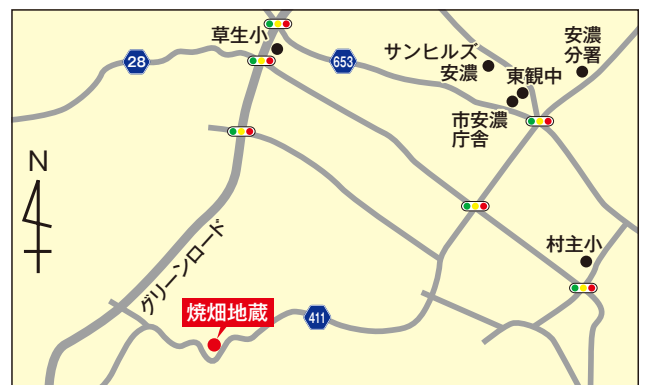 草生小
28
653
サンヒルズ
安濃
安濃
分署
東観中
市安濃
庁舎
N
村主小
グリーンロード
焼畑地蔵
411